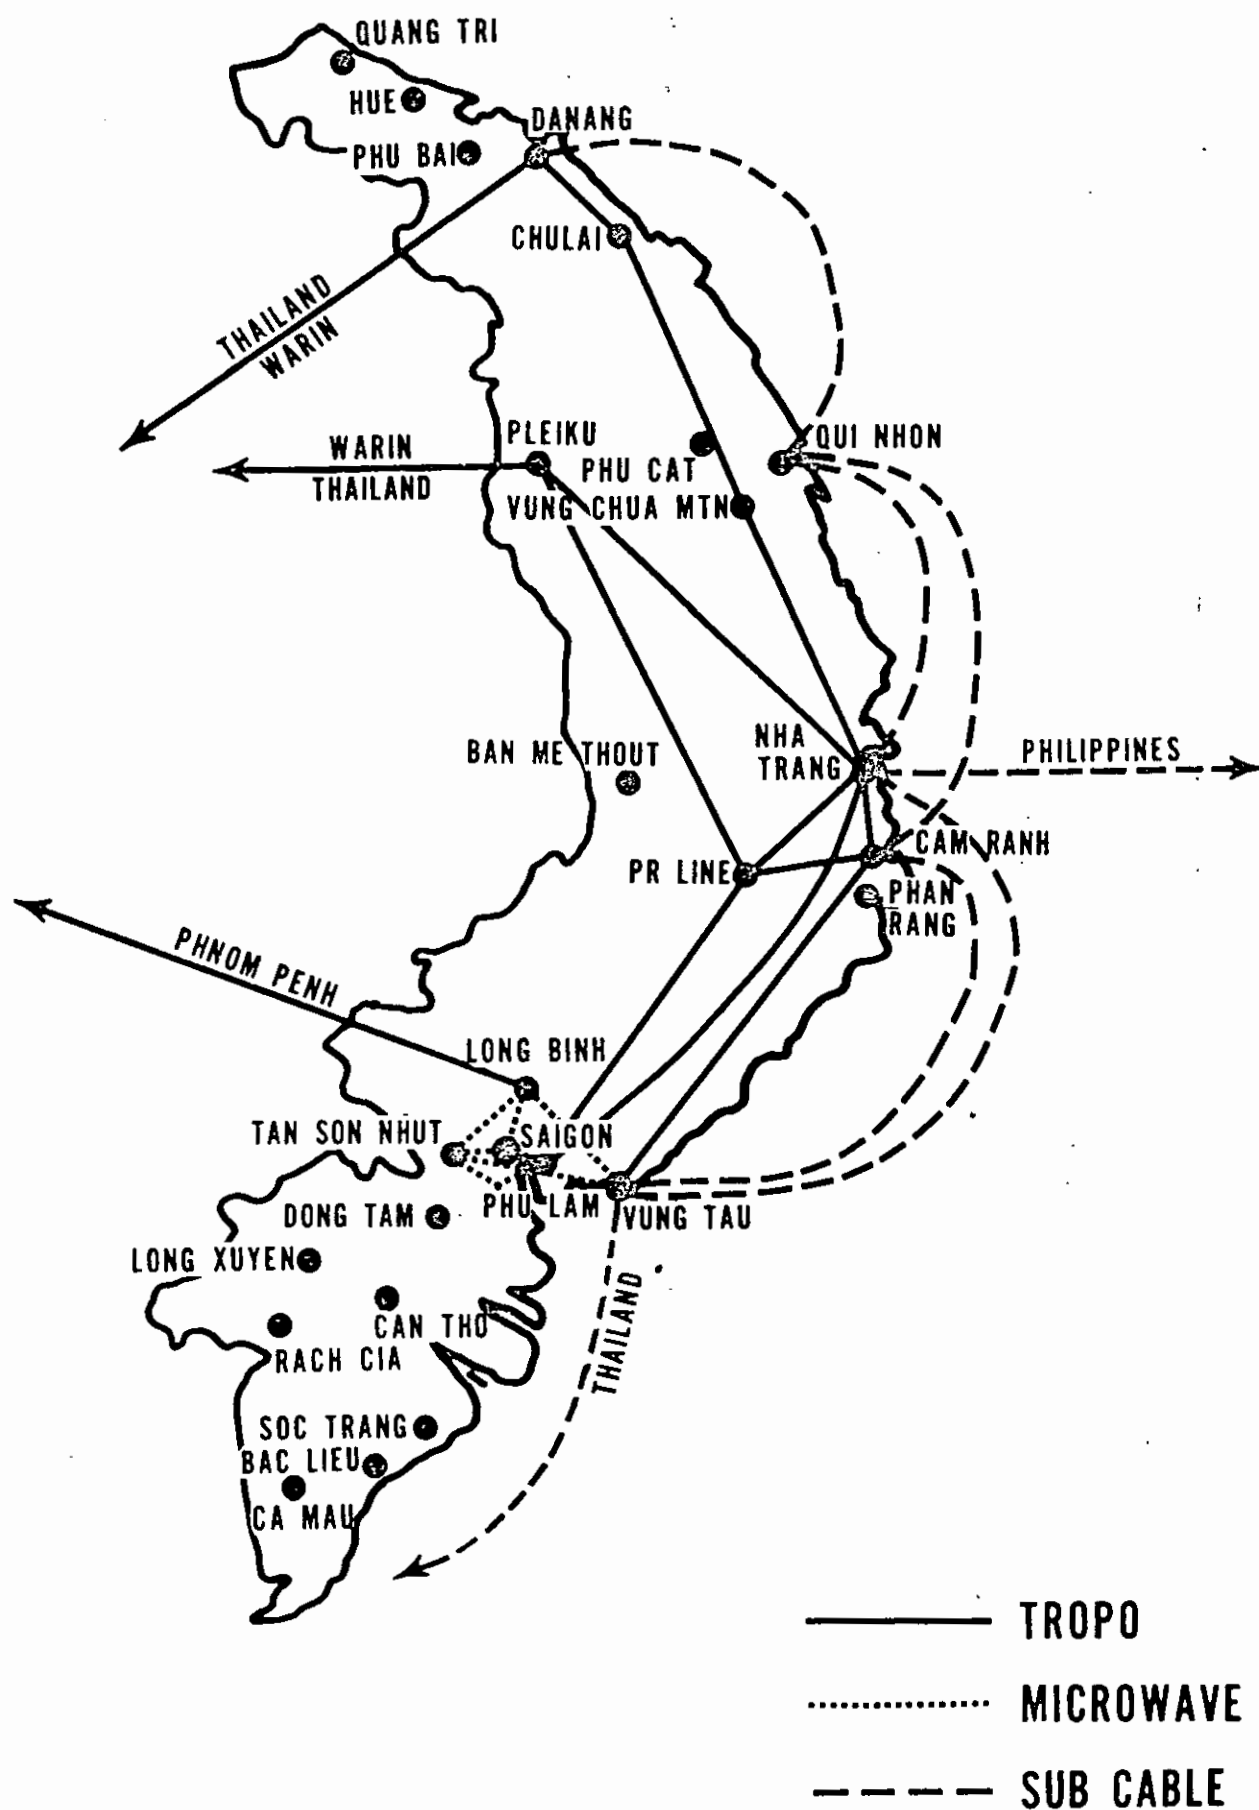 QUANG TRI
HUE
DANANG
PHU BAI
CHULAI
THAILAND
WARIN
PLEIKU
QUI NHON
WARIN
PHU CAT
THAILAND
VUNG CHUA MTN
BAN ME THOUT
NHA
TRANG
PHILIPPINES
CAM RANH
PR LINE
PHAN
RANG
PHNOM PENH
LONG BINH
TAN SON NHUT
SAIGON
PHU LAM
VUNG TAU
DONG TAM
LONG XUYEN
THAILAND
CAN THO
RACH CIA
SOC TRANG
BAC LIEU
CA MAU
TROPO
MICROWAVE
SUB CABLE